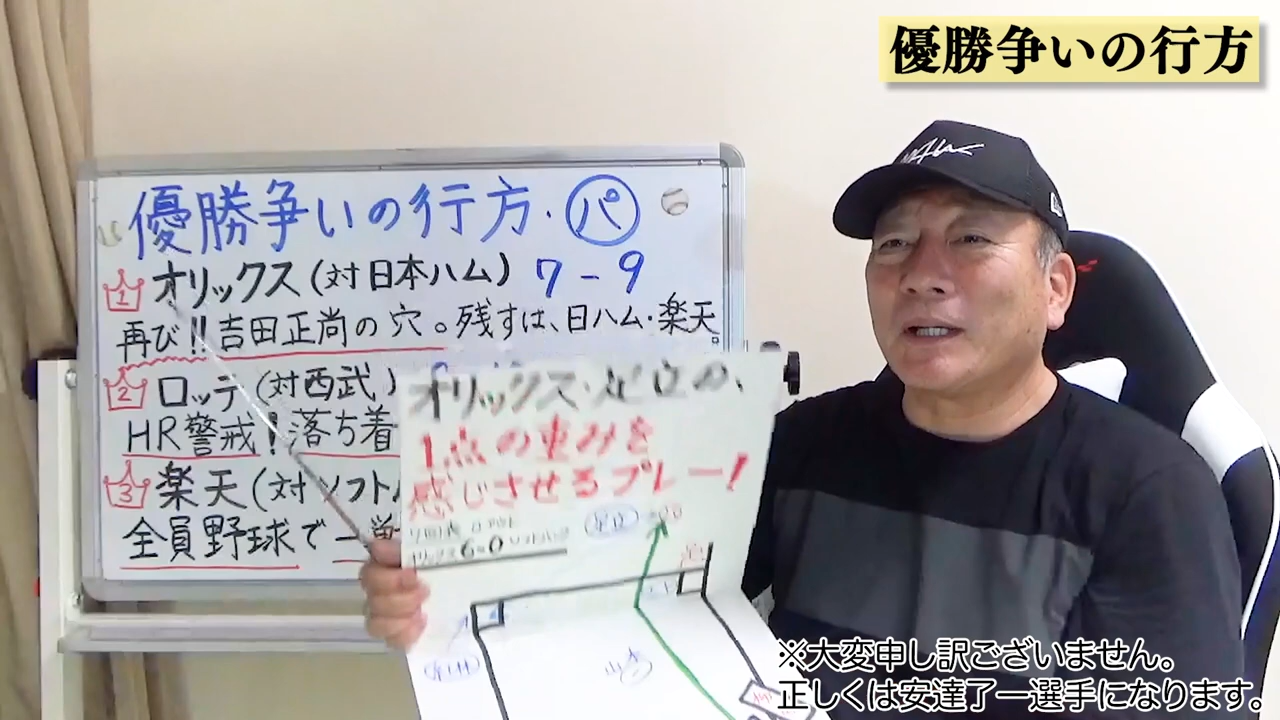 優勝争いの行方
優勝争いの行方・パ
1 オリックス(対日本ハム) 7-9
再び!!吉田正尚の穴。残すは、日ハム・楽天。
2 ロッテ(対西武)
HR警戒!落ち着
3 楽天(対ソフト
全員野球で一
オリックス・足立の、
1点の重みを
感じさせるプレー!
オリックス6-0ソフトバンク
足立
※大変申し訳ございません。
正しくは安達了一選手になります。